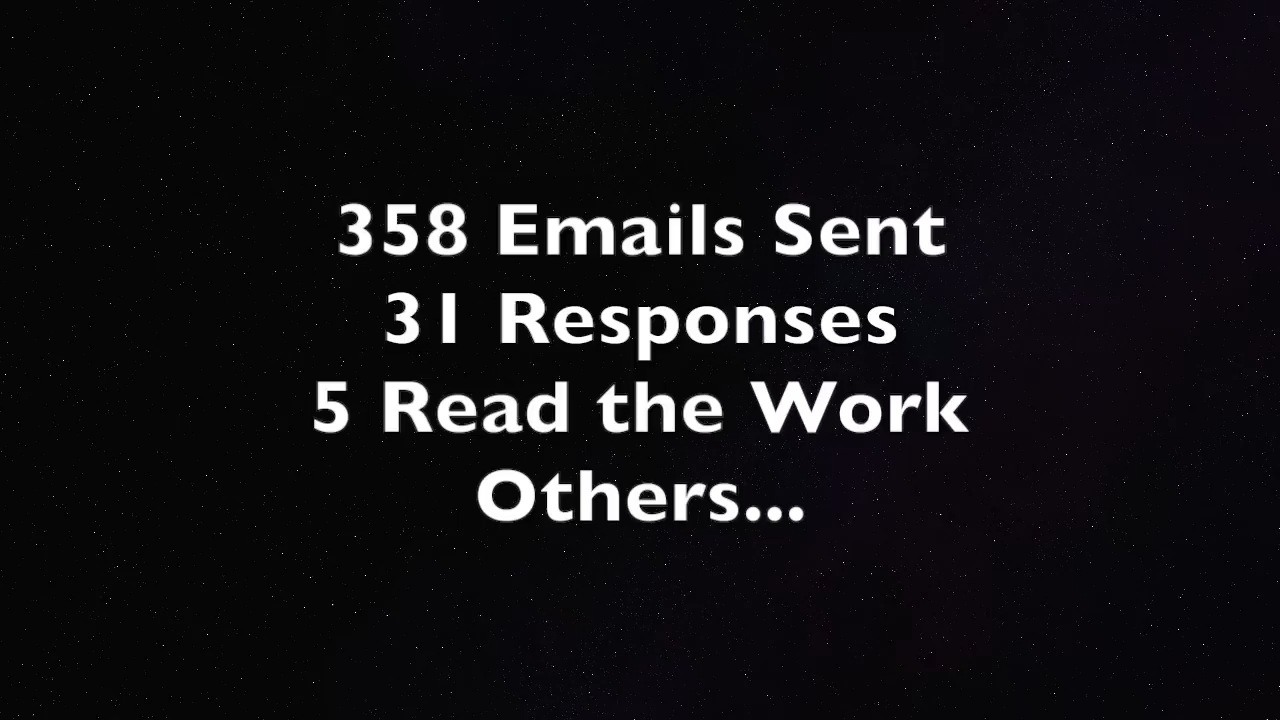 358 Emails Sent
31 Responses
5 Read the Work
Others...